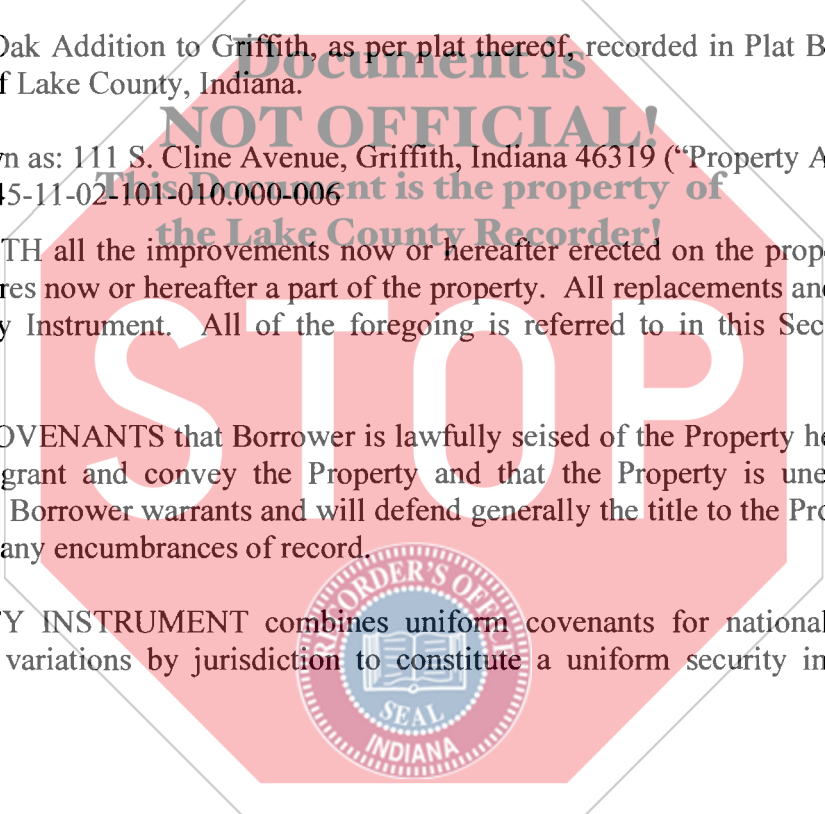 Oak Addition to Griffith, as per plat thereof, recorded in Plat B
f Lake County, Indiana.
n as: 111 S. Cline Avenue, Griffith, Indiana 46319 (“Property A
45-11-02-101-010.000-006
TH all the improvements now or hereafter erected on the prop
res now or hereafter a part of the property. All replacements an
y Instrument. All of the foregoing is referred to in this Sec
OVENANTS that Borrower is lawfully seised of the Property he
grant and convey the Property and that the Property is une
Borrower warrants and will defend generally the title to the Pro
any encumbrances of record.
TY INSTRUMENT combines uniform covenants for national
variations by jurisdiction to constitute a uniform security in
Document is
NOT OFFICIAL!
This Document is the property of
the Lake County Recorder!
STOP
RECORDER'S OFFICE
SEAL
INDIANA